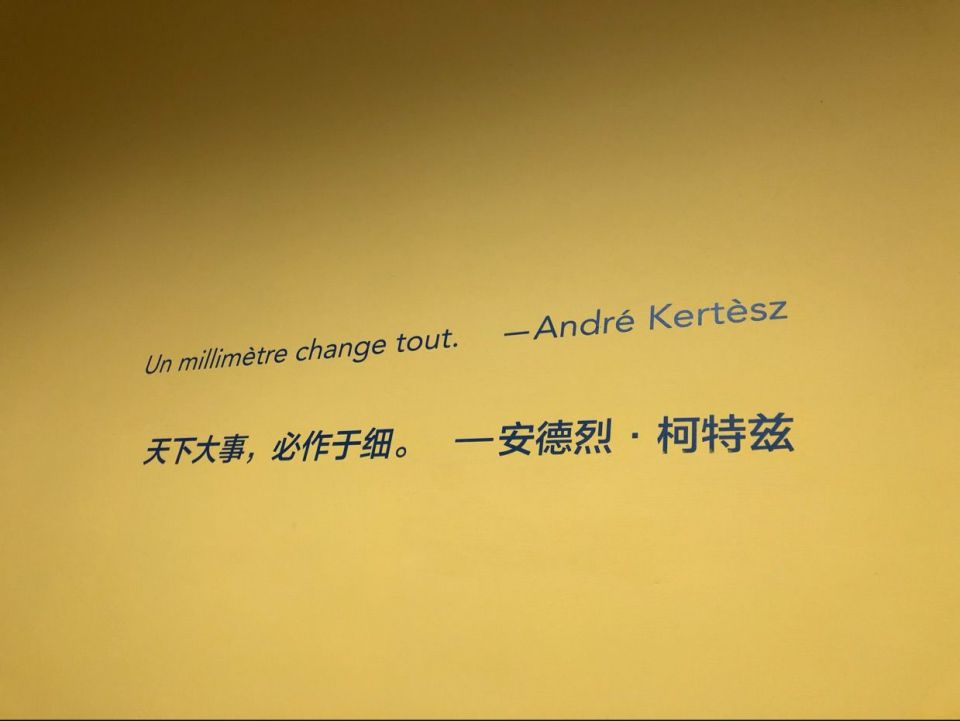 Un millimètre change tout. —André Kertèsz
天下大事，必作于细。 —安德烈·柯特兹